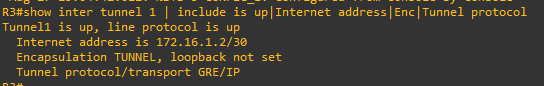 R3#show inter tunnel 1 | include is up|Internet address|Enc|Tunnel protocol
Tunnel1 is up, line protocol is up
  Internet address is 172.16.1.2/30
  Encapsulation TUNNEL, loopback not set
  Tunnel protocol/transport GRE/IP